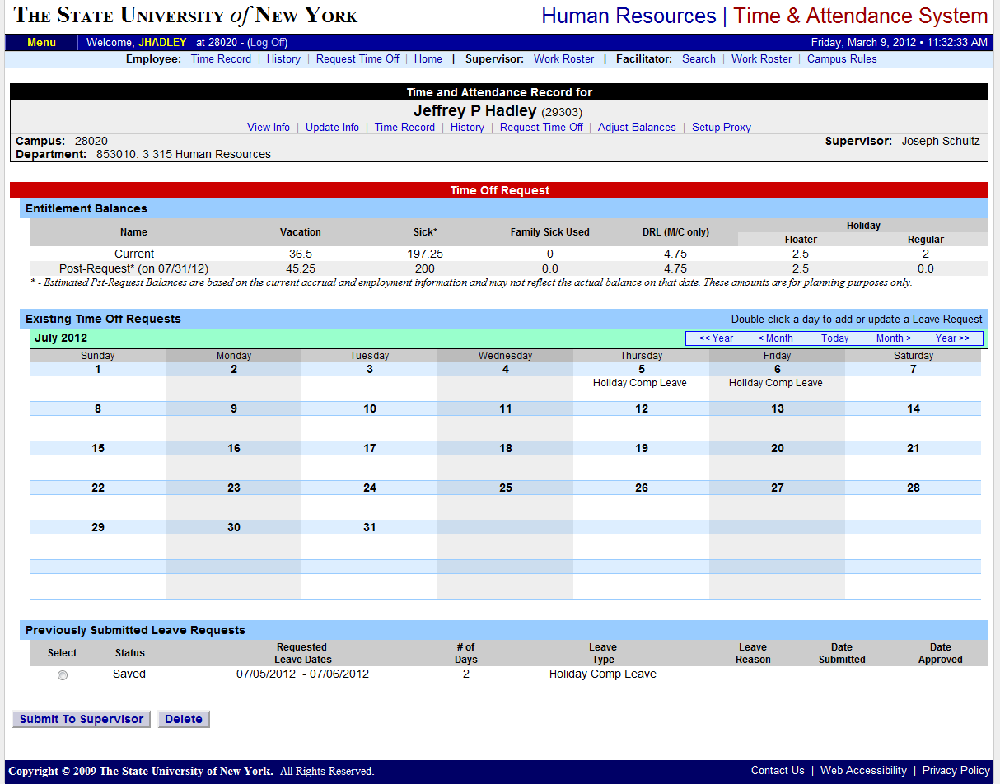 THE STATE UNIVERSITY of NEW YORK
Human Resources | Time & Attendance System
Menu Welcome, JHADLEY at 28020 - (Log Off) Friday, March 9, 2012 • 11:32:33 AM
Employee: Time Record | History | Request Time Off | Home | Supervisor: Work Roster | Facilitator: Search | Work Roster | Campus Rules
Time and Attendance Record for
Jeffrey P Hadley (29303)
View Info | Update Info | Time Record | History | Request Time Off | Adjust Balances | Setup Proxy
Campus: 28020 Supervisor: Joseph Schultz
Department: 853010: 3 315 Human Resources
Time Off Request
Entitlement Balances
Name Vacation Sick* Family Sick Used DRL (M/C only) Holiday
Floater Regular
Current 36.5 197.25 0 4.75 2.5 2
Post-Request* (on 07/31/12) 45.25 200 0.0 4.75 2.5 0.0
* - Estimated Pst-Request Balances are based on the current accrual and employment information and may not reflect the actual balance on that date. These amounts are for planning purposes only.
Existing Time Off Requests Double-click a day to add or update a Leave Request
July 2012 << Year < Month Today Month > Year >>
Sunday Monday Tuesday Wednesday Thursday Friday Saturday
1 2 3 4 5 6 7
Holiday Comp Leave Holiday Comp Leave
8 9 10 11 12 13 14
15 16 17 18 19 20 21
22 23 24 25 26 27 28
29 30 31
Previously Submitted Leave Requests
Select Status Requested Leave Dates # of Days Leave Type Leave Reason Date Submitted Date Approved
Saved 07/05/2012 - 07/06/2012 2 Holiday Comp Leave
Submit To Supervisor Delete
Copyright © 2009 The State University of New York. All Rights Reserved. Contact Us | Web Accessibility | Privacy Policy